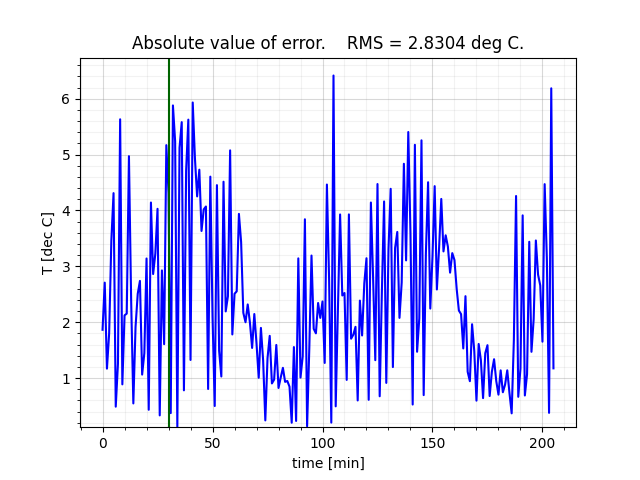 Absolute value of error. RMS = 2.8304 deg C.
6
5
4
3
2
1
T [dec C]
0 50 100 150 200
time [min]